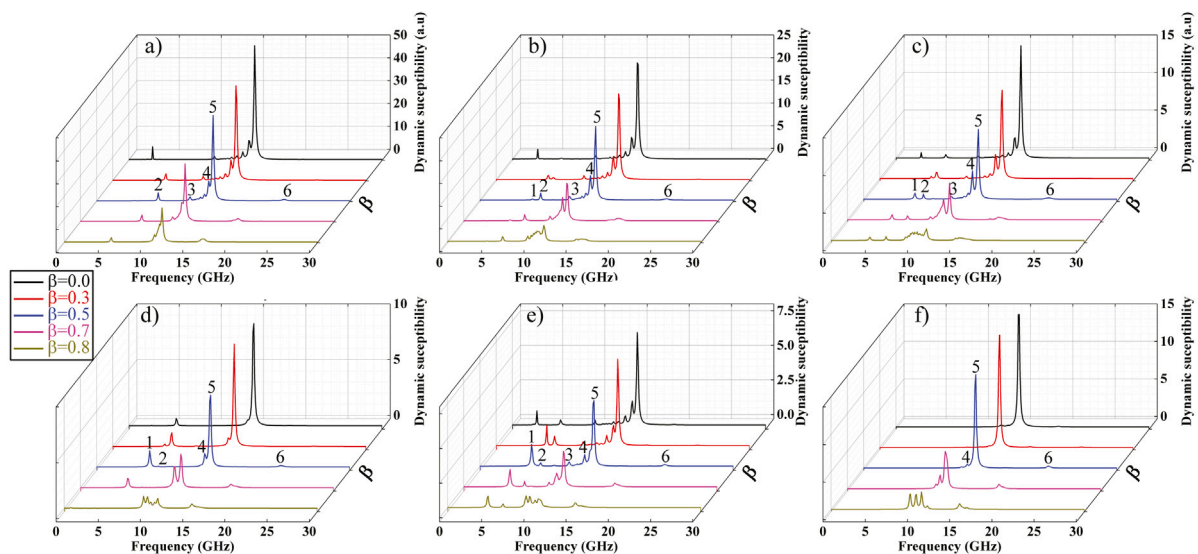 a)
50
40
30
20
10
0
Dynamic suceptibility (a.u)
5
2
3
4
6
β
0 5 10 15 20 25 30
Frequency (GHz)
b)
25
20
15
10
5
0
Dynamic suceptibility
5
1 2
3
4
6
β
0 5 10 15 20 25 30
Frequency (GHz)
c)
15
10
5
0
Dynamic suceptibility (a.u)
5
1 2
3
4
6
β
0 5 10 15 20 25 30
Frequency (GHz)
β=0.0
β=0.3
β=0.5
β=0.7
β=0.8
d)
10
5
0
Dynamic suceptibility
5
1
2
4
6
β
0 5 10 15 20 25 30
Frequency (GHz)
e)
7.5
5.0
2.5
0.0
Dynamic suceptibility
5
1
2
3
4
6
β
0 5 10 15 20 25 30
Frequency (GHz)
f)
15
10
5
0
Dynamic suceptibility
5
4
6
β
0 5 10 15 20 25 30
Frequency (GHz)